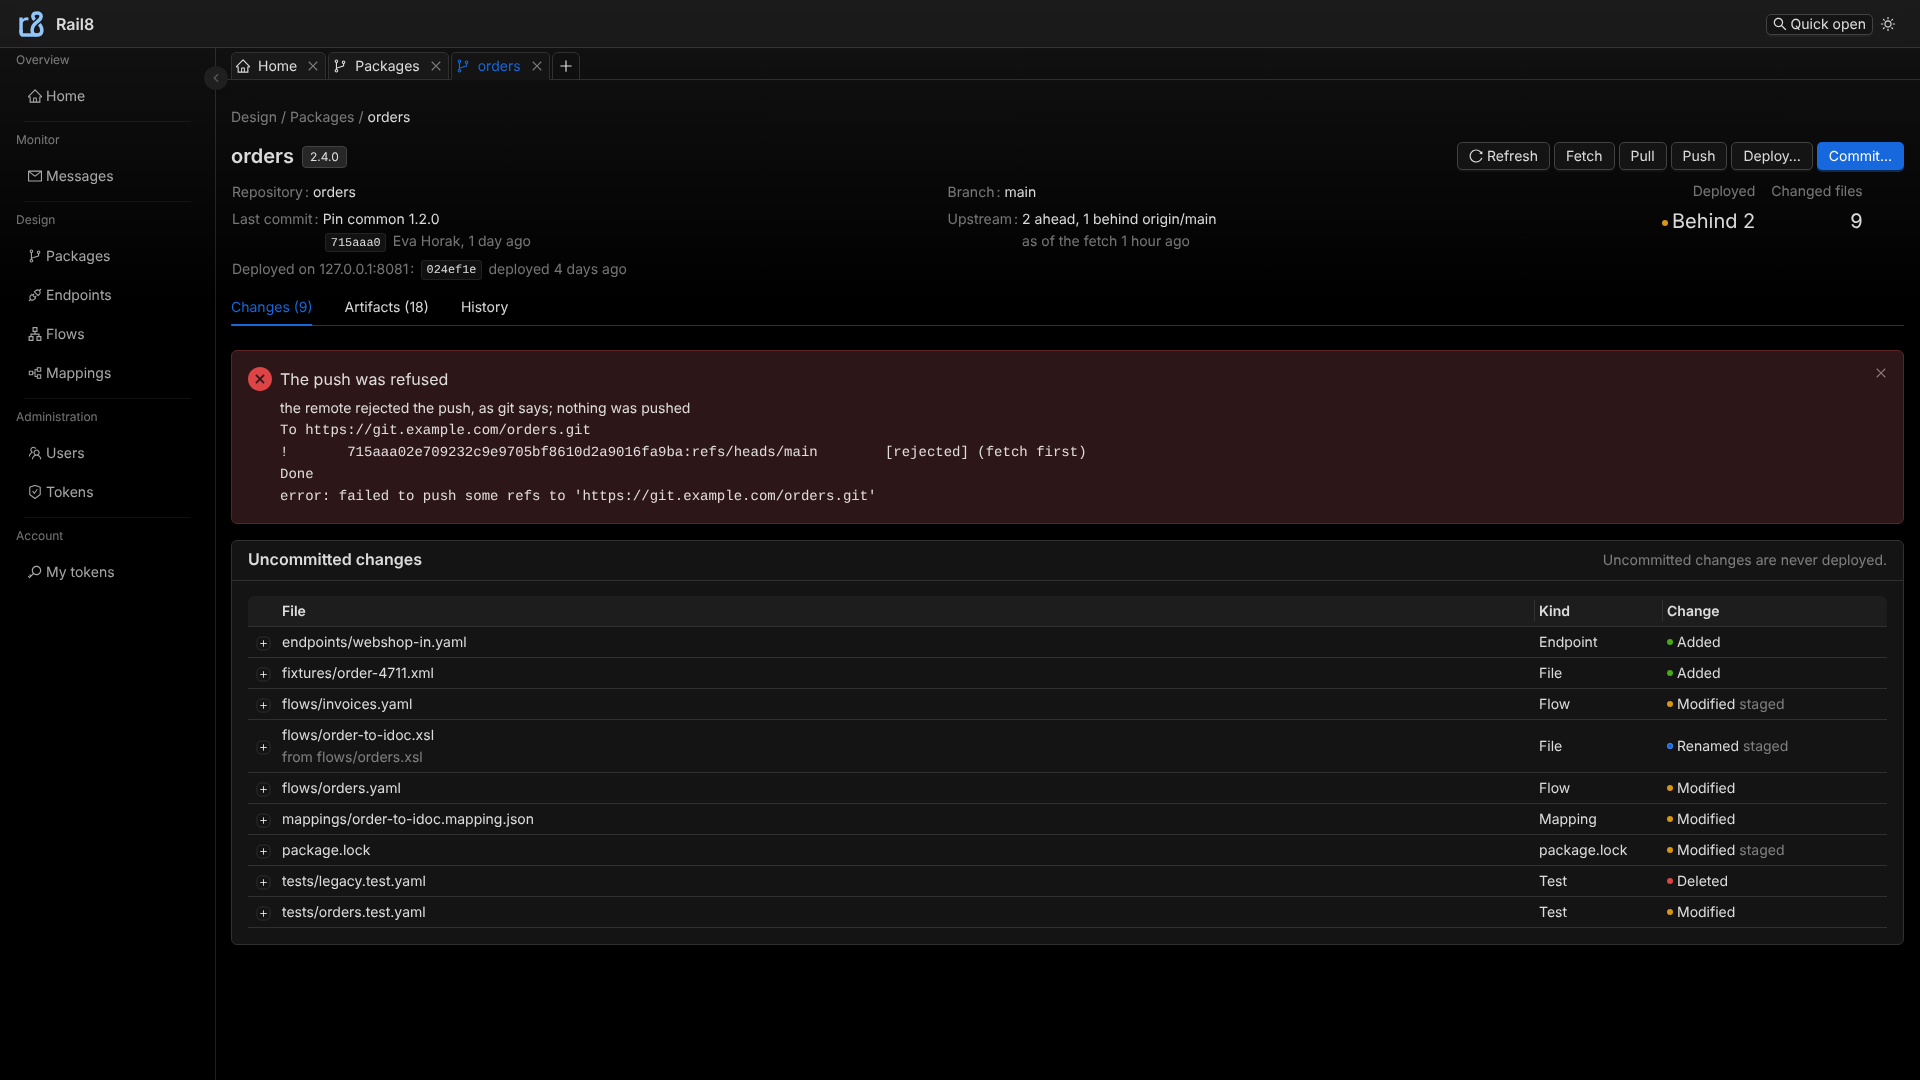 Rail8
Quick open
Overview
Home
Monitor
Messages
Design
Packages
Endpoints
Flows
Mappings
Administration
Users
Tokens
Account
My tokens
Home
Packages
orders
Design / Packages / orders
orders 2.4.0
Refresh Fetch Pull Push Deploy... Commit...
Repository: orders
Branch: main
Deployed Changed files
Last commit: Pin common 1.2.0
Upstream: 2 ahead, 1 behind origin/main
Behind 2 9
715aaa0 Eva Horak, 1 day ago
as of the fetch 1 hour ago
Deployed on 127.0.0.1:8081: 024ef1e deployed 4 days ago
Changes (9) Artifacts (18) History
The push was refused
the remote rejected the push, as git says; nothing was pushed
To https://git.example.com/orders.git
! 715aaa02e709232c9e9705bf8610d2a9016fa9ba:refs/heads/main [rejected] (fetch first)
Done
error: failed to push some refs to 'https://git.example.com/orders.git'
Uncommitted changes
Uncommitted changes are never deployed.
File Kind Change
endpoints/webshop-in.yaml Endpoint Added
fixtures/order-4711.xml File Added
flows/invoices.yaml Flow Modified staged
flows/order-to-idoc.xsl
from flows/orders.xsl
File Renamed staged
flows/orders.yaml Flow Modified
mappings/order-to-idoc.mapping.json Mapping Modified
package.lock package.lock Modified staged
tests/legacy.test.yaml Test Deleted
tests/orders.test.yaml Test Modified